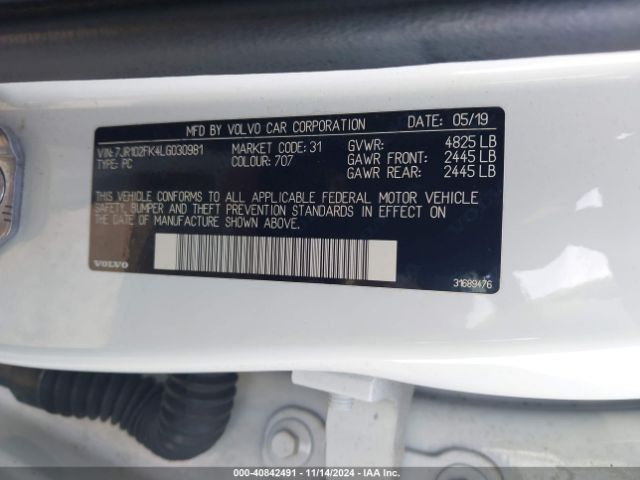 MFD BY VOLVO CAR CORPORATION DATE: 05/19
VIN:7JR102FK4LG030981 MARKET CODE: 31 GVWR: 4825 LB
TYPE: PC COLOUR: 707 GAWR FRONT: 2445 LB
GAWR REAR: 2445 LB
THIS VEHICLE CONFORMS TO ALL APPLICABLE FEDERAL MOTOR VEHICLE
SAFETY, BUMPER AND THEFT PREVENTION STANDARDS IN EFFECT ON
THE DATE OF MANUFACTURE SHOWN ABOVE.
VOLVO
31689476
000-40842491 - 11/14/2024 - IAA Inc.